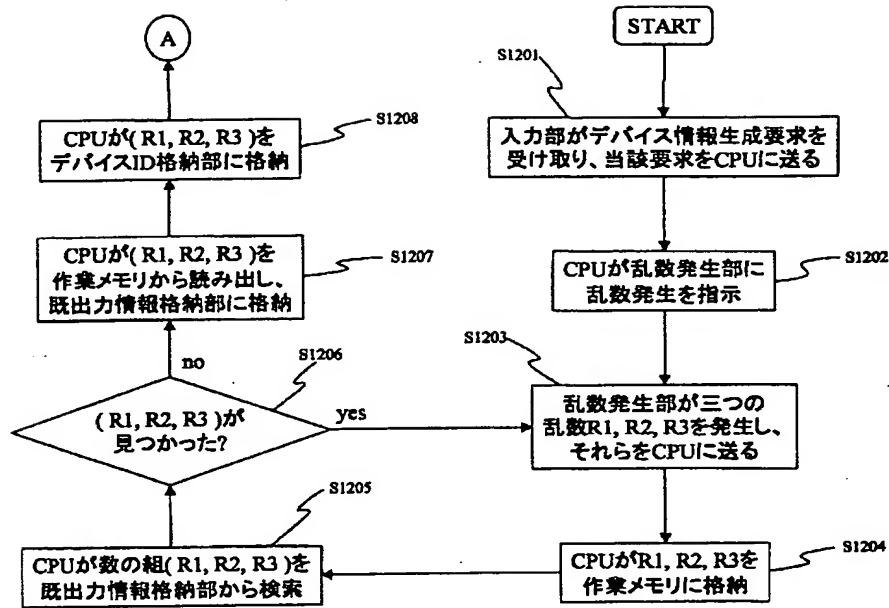 START
S1201
入力部がデバイス情報生成要求を
受け取り、当該要求をCPUに送る
S1202
CPUが乱数発生部に
乱数発生を指示
S1203
乱数発生部が三つの
乱数R1, R2, R3を発生し、
それらをCPUに送る
S1204
CPUがR1, R2, R3を
作業メモリに格納
S1205
CPUが数の組( R1, R2, R3 )を
既出力情報格納部から検索
S1206
( R1, R2, R3 )が
見つかった?
yes
no
S1207
CPUが( R1, R2, R3 )を
作業メモリから読み出し、
既出力情報格納部に格納
S1208
CPUが( R1, R2, R3 )を
デバイスID格納部に格納
A